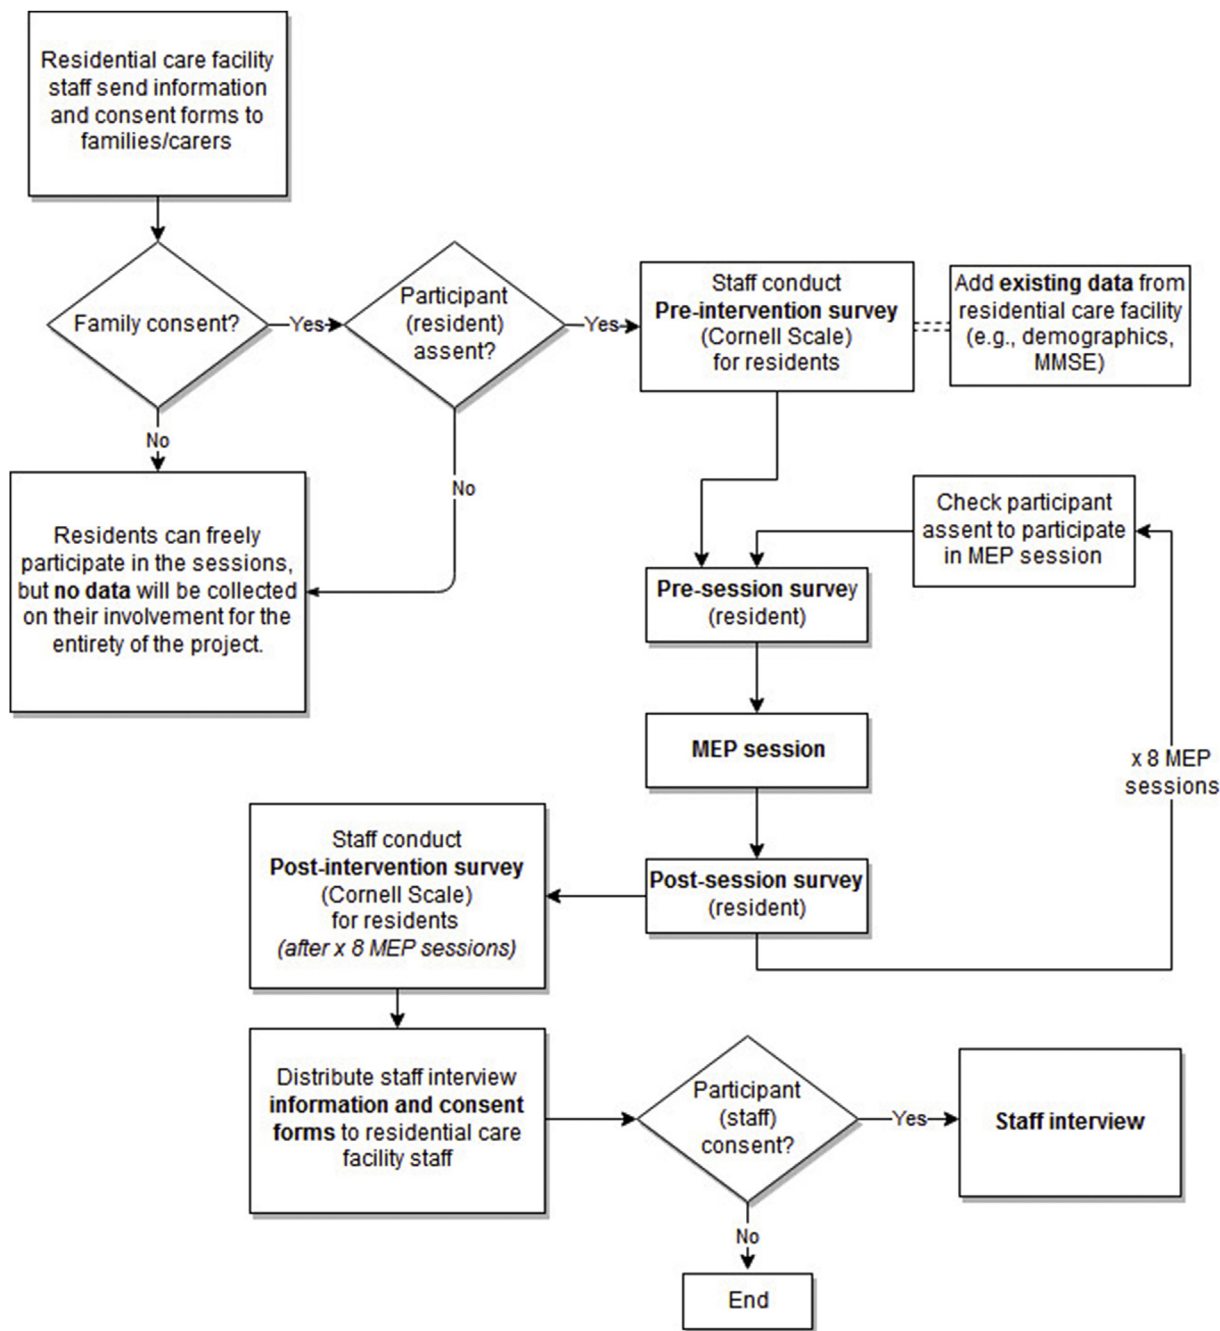 Residential care facility
staff send information
and consent forms to
families/carers
Family consent?
Yes
Participant
(resident)
assent?
Yes
Staff conduct
Pre-intervention survey
(Cornell Scale)
for residents
Add existing data from
residential care facility
(e.g., demographics,
MMSE)
No
No
Residents can freely
participate in the sessions,
but no data will be collected
on their involvement for the
entirety of the project.
Check participant
assent to participate
in MEP session
Pre-session survey
(resident)
MEP session
x 8 MEP
sessions
Post-session survey
(resident)
Staff conduct
Post-intervention survey
(Cornell Scale)
for residents
(after x 8 MEP sessions)
Distribute staff interview
information and consent
forms to residential care
facility staff
Participant
(staff)
consent?
Yes
Staff interview
No
End